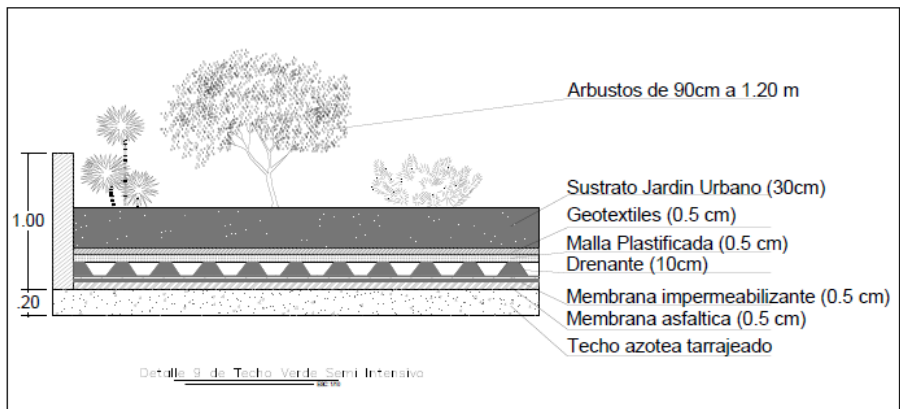 Arbustos de 90cm a 1.20 m
Sustrato Jardin Urbano (30cm)
Geotextiles (0.5 cm)
1.00
Malla Plastificada (0.5 cm)
Drenante (10cm)
Membrana impermeabilizante (0.5 cm)
.20
Membrana asfaltica (0.5 cm)
Techo azotea tarrajeado
Detalle 9 de Techo Verde Semi Intensivo